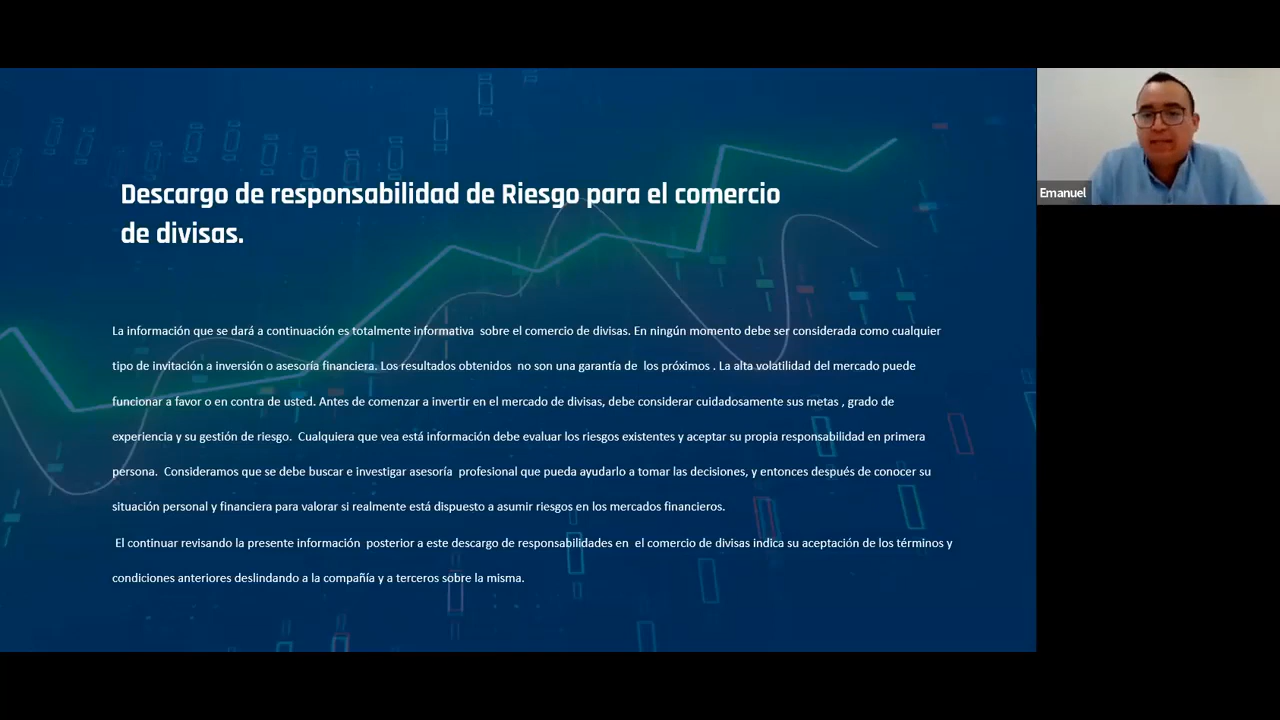 Descargo de responsabilidad de Riesgo para el comercio
de divisas.
La información que se dará a continuación es totalmente informativa  sobre el comercio de divisas. En ningún momento debe ser considerada como cualquier
tipo de invitación a inversión o asesoría financiera. Los resultados obtenidos  no son una garantía de  los próximos . La alta volatilidad del mercado puede
funcionar a favor o en contra de usted. Antes de comenzar a invertir en el mercado de divisas, debe considerar cuidadosamente sus metas , grado de
experiencia y su gestión de riesgo.  Cualquiera que vea está información debe evaluar los riesgos existentes y aceptar su propia responsabilidad en primera
persona.  Consideramos que se debe buscar e investigar asesoría  profesional que pueda ayudarlo a tomar las decisiones, y entonces después de conocer su
situación personal y financiera para valorar si realmente está dispuesto a asumir riesgos en los mercados financieros.
El continuar revisando la presente información  posterior a este descargo de responsabilidades en  el comercio de divisas indica su aceptación de los términos y
condiciones anteriores deslindando a la compañía y a terceros sobre la misma.
Emanuel